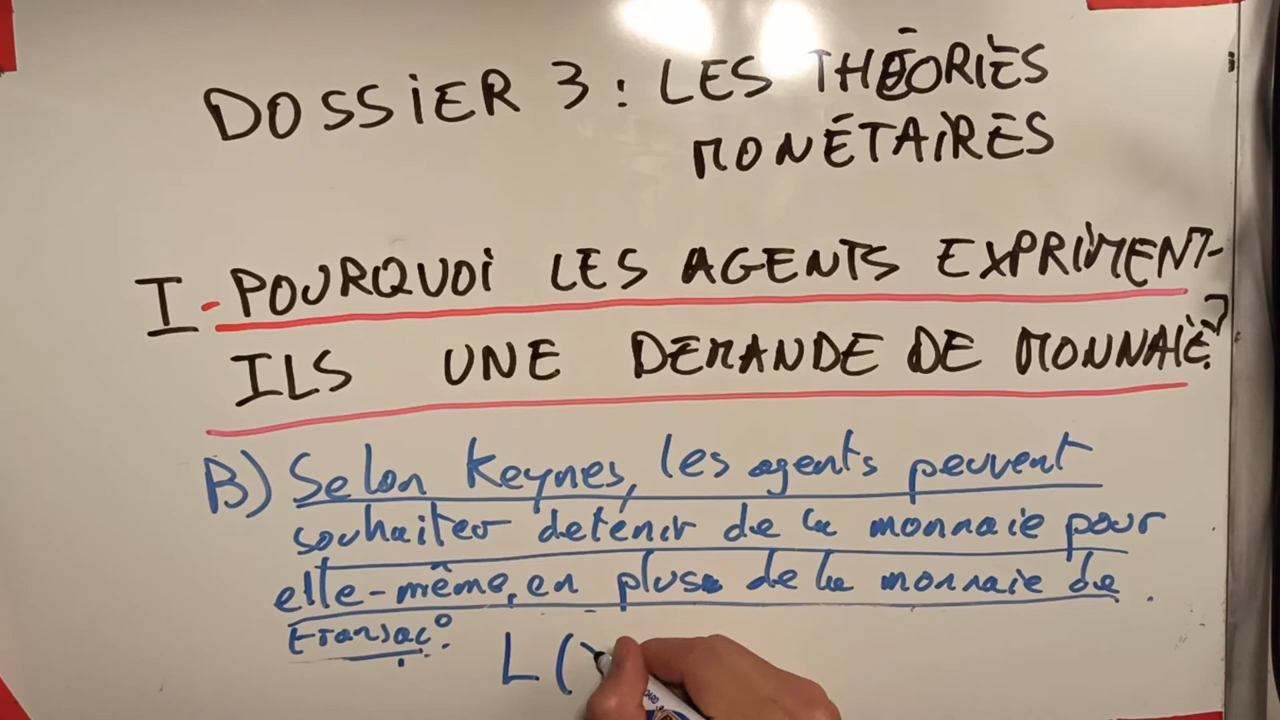 DOSSIER 3 : LES THÉORIES
MONÉTAIRES
I - POURQUOI LES AGENTS EXPRIMENT-
ILS UNE DEMANDE DE MONNAIE?
B) Selon Keynes, les agents peuvent
souhaiter detenir de la monnaie pour
elle-même, en plus de la monnaie de
transac°.
L (